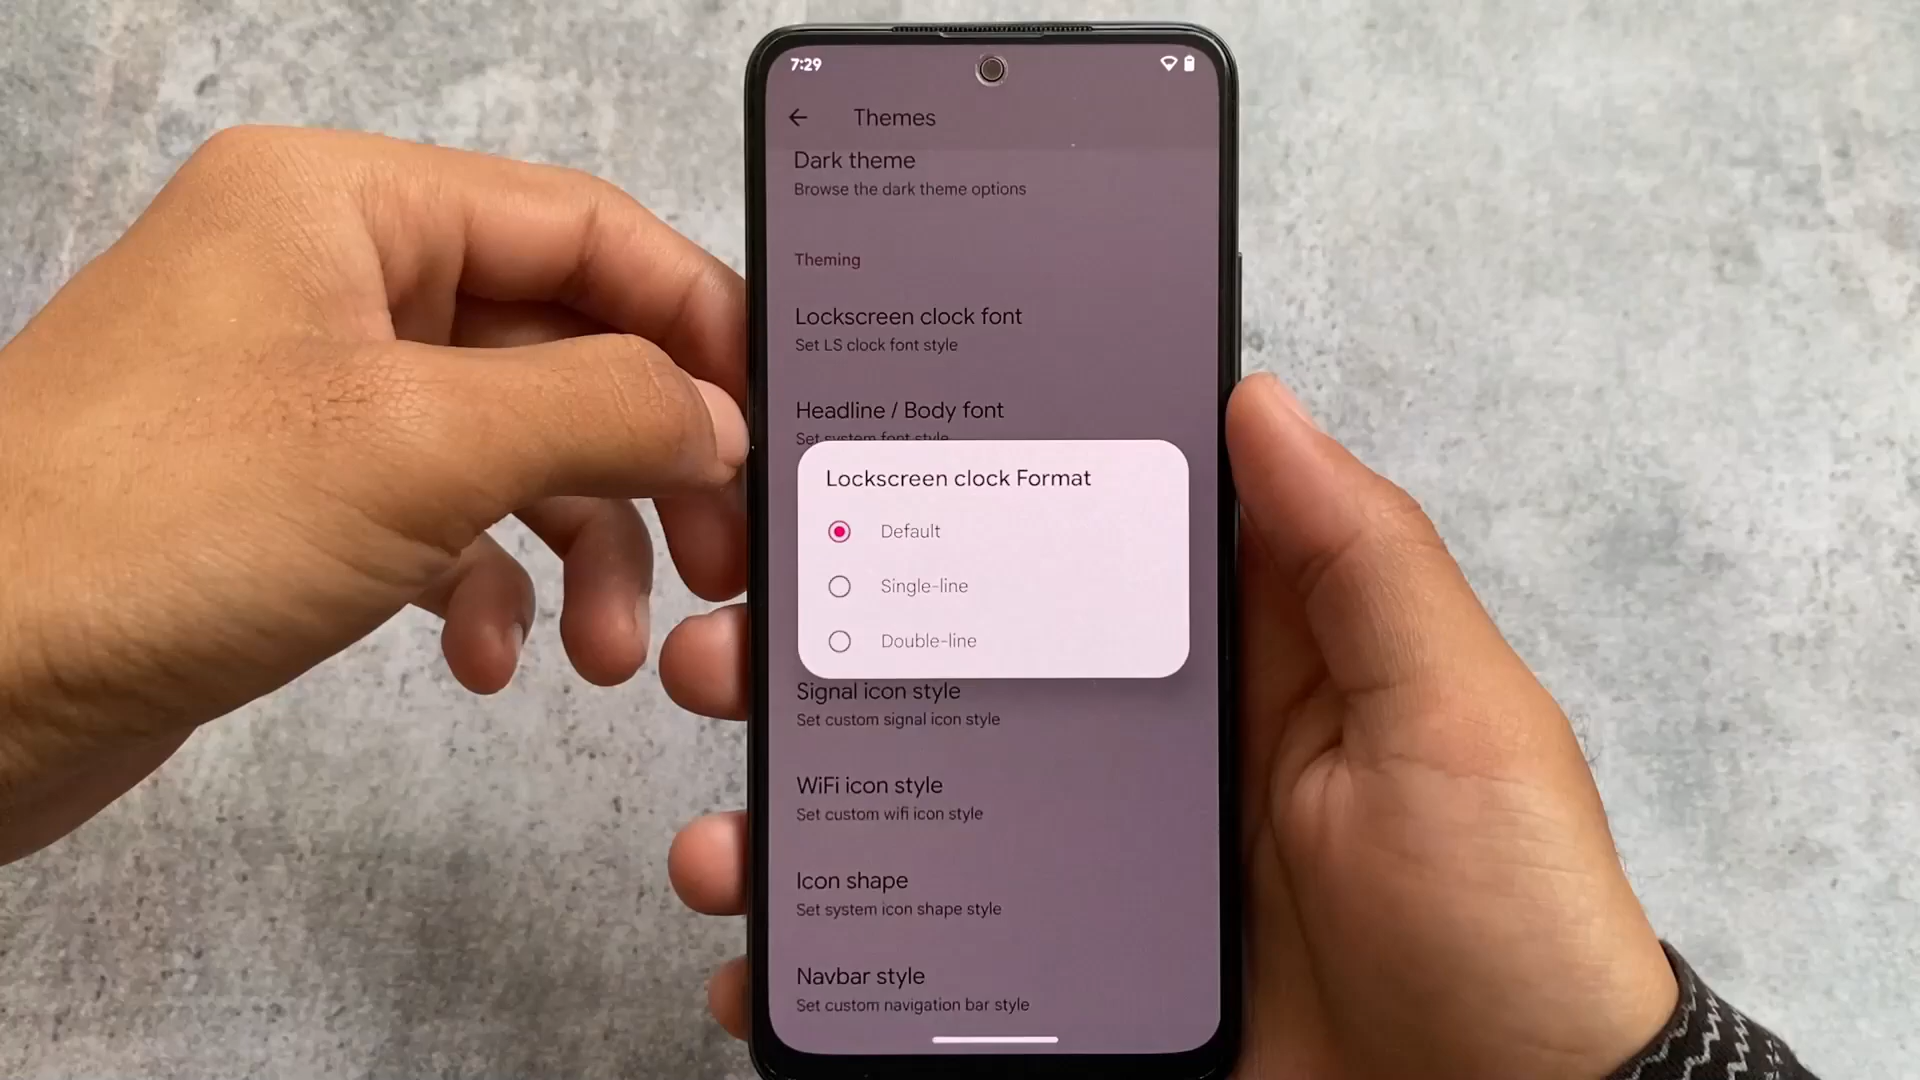 7:29
Themes
Dark theme
Browse the dark theme options
Theming
Lockscreen clock font
Set LS clock font style
Headline / Body font
Set system font style
Lockscreen clock Format
Default
Single-line
Double-line
Signal icon style
Set custom signal icon style
WiFi icon style
Set custom wifi icon style
Icon shape
Set system icon shape style
Navbar style
Set custom navigation bar style